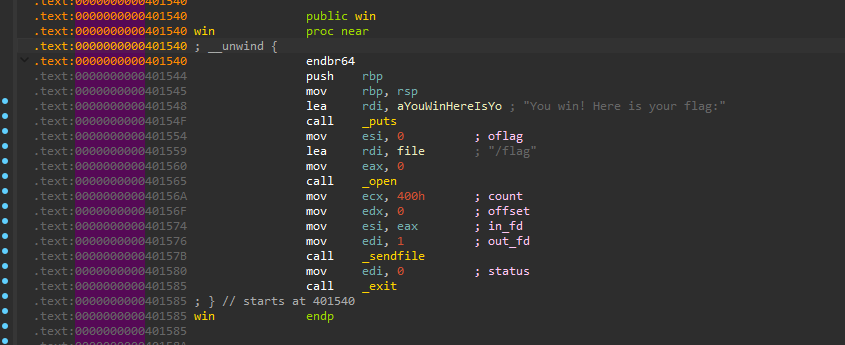 .text:0000000000401540
.text:0000000000401540 public win
.text:0000000000401540 win proc near
.text:0000000000401540 ; __unwind {
.text:0000000000401540 endbr64
.text:0000000000401544 push rbp
.text:0000000000401545 mov rbp, rsp
.text:0000000000401548 lea rdi, aYouWinHereIsYo ; "You win! Here is your flag:"
.text:000000000040154F call _puts
.text:0000000000401554 mov esi, 0 ; oflag
.text:0000000000401559 lea rdi, file ; "/flag"
.text:0000000000401560 mov eax, 0
.text:0000000000401565 call _open
.text:000000000040156A mov ecx, 400h ; count
.text:000000000040156F mov edx, 0 ; offset
.text:0000000000401574 mov esi, eax ; in_fd
.text:0000000000401576 mov edi, 1 ; out_fd
.text:000000000040157B call _sendfile
.text:0000000000401580 mov edi, 0 ; status
.text:0000000000401585 call _exit
.text:0000000000401585 ; } // starts at 401540
.text:0000000000401585 win endp
.text:0000000000401585